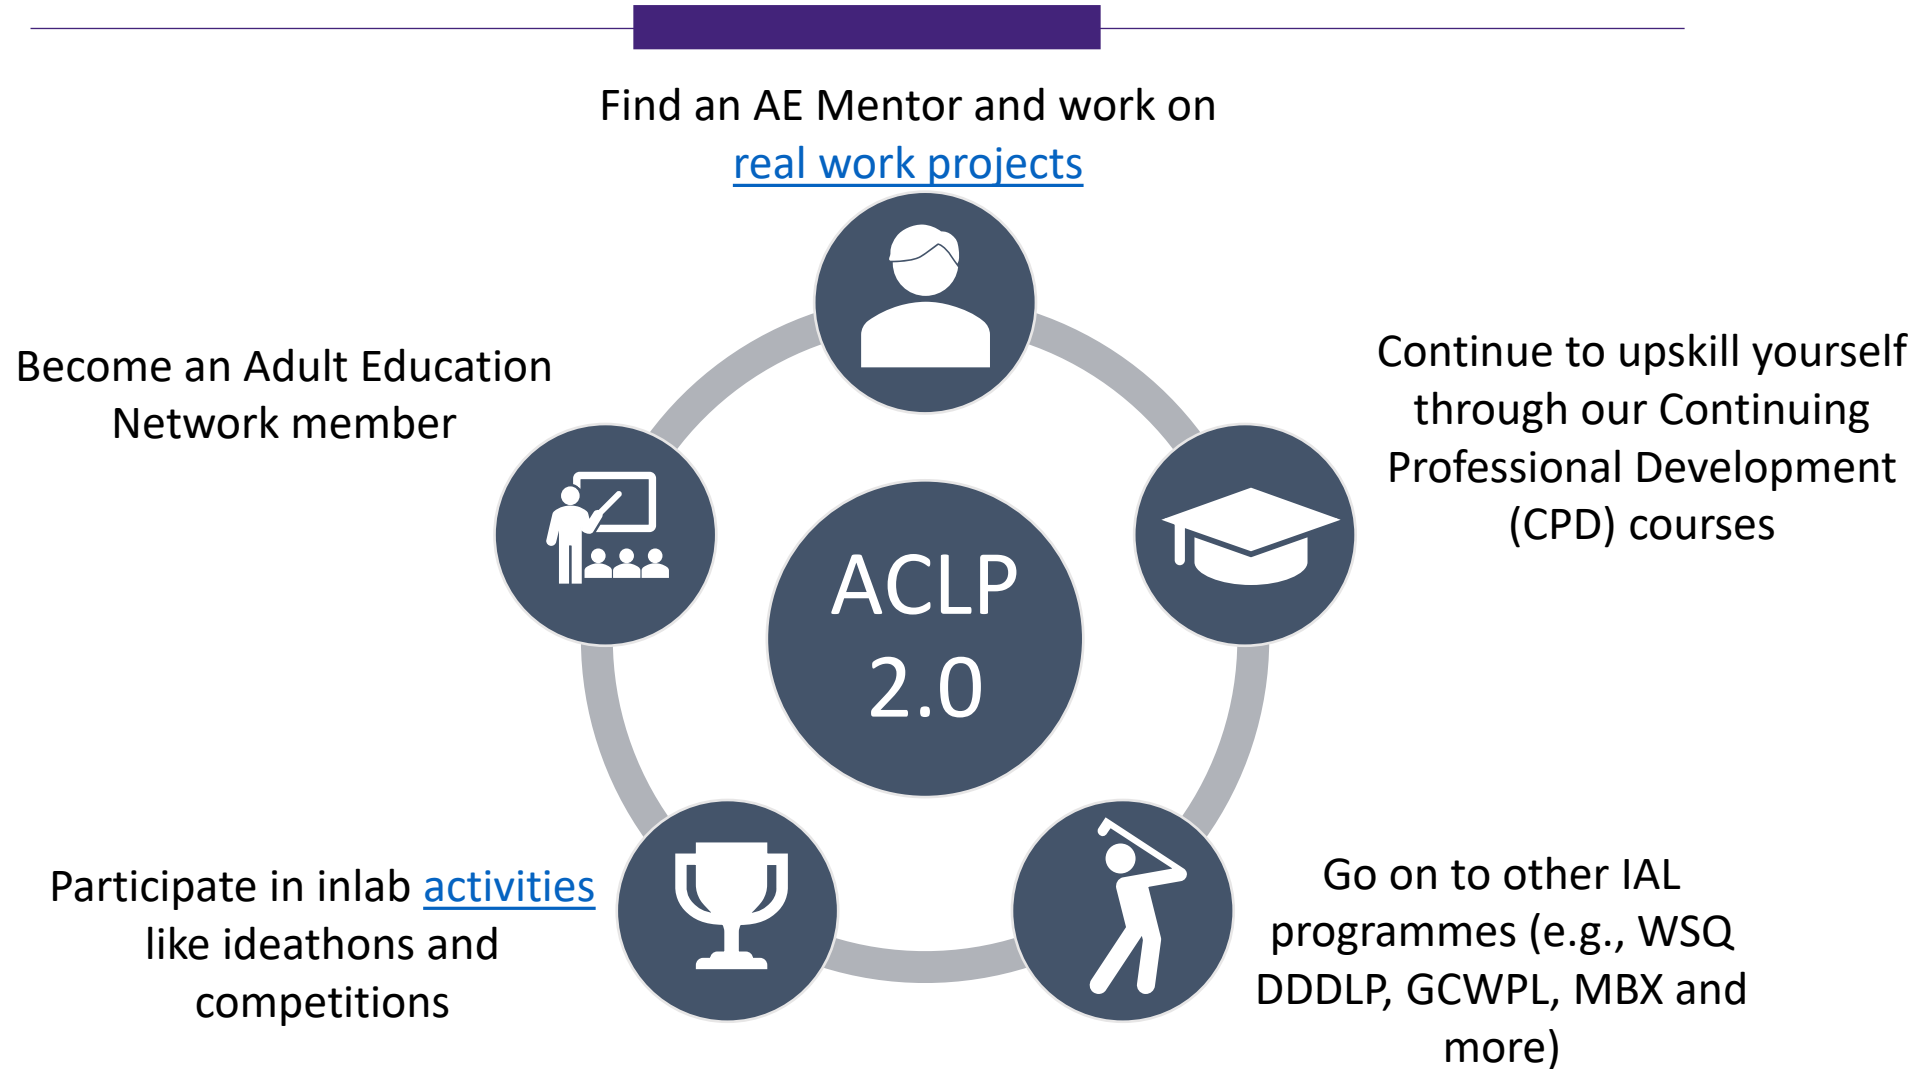 Find an AE Mentor and work on
real work projects
Continue to upskill yourself
through our Continuing
Professional Development
(CPD) courses
Go on to other IAL
programmes (e.g., WSQ
DDDLP, GCWPL, MBX and
more)
Participate in inlab activities
like ideathons and
competitions
Become an Adult Education
Network member
ACLP
2.0